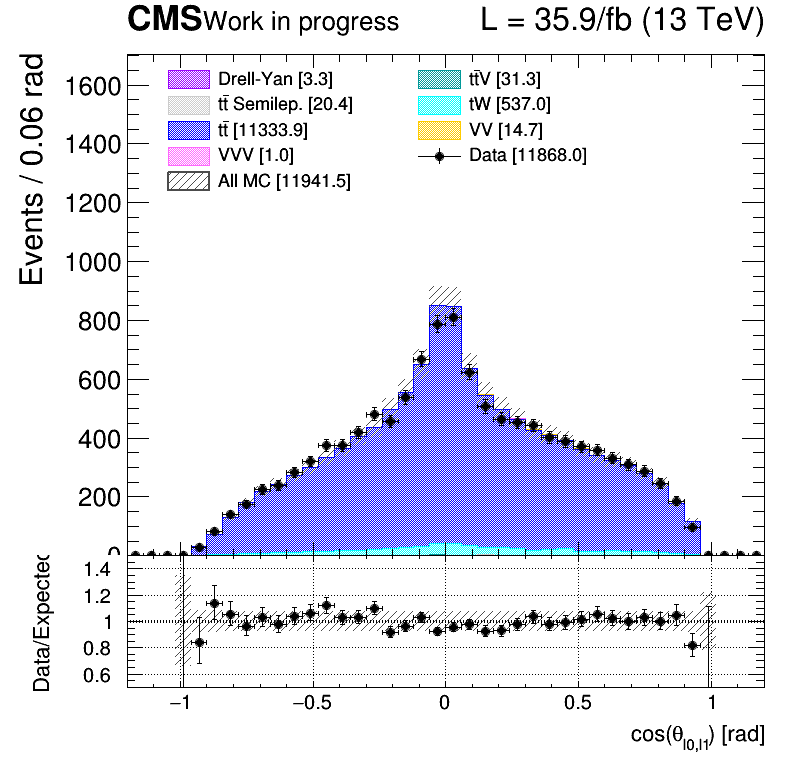 CMS Work in progress L = 35.9/fb (13 TeV)
Events / 0.06 rad
1600
1400
1200
1000
800
600
400
200
0
Drell-Yan [3.3]
tt̄ Semilep. [20.4]
tt̄ [11333.9]
VVV [1.0]
All MC [11941.5]
tt̄V [31.3]
tW [537.0]
VV [14.7]
Data [11868.0]
Data/Expected
1.4
1.2
1
0.8
0.6
−1 −0.5 0 0.5 1
cos(θl0,l1) [rad]